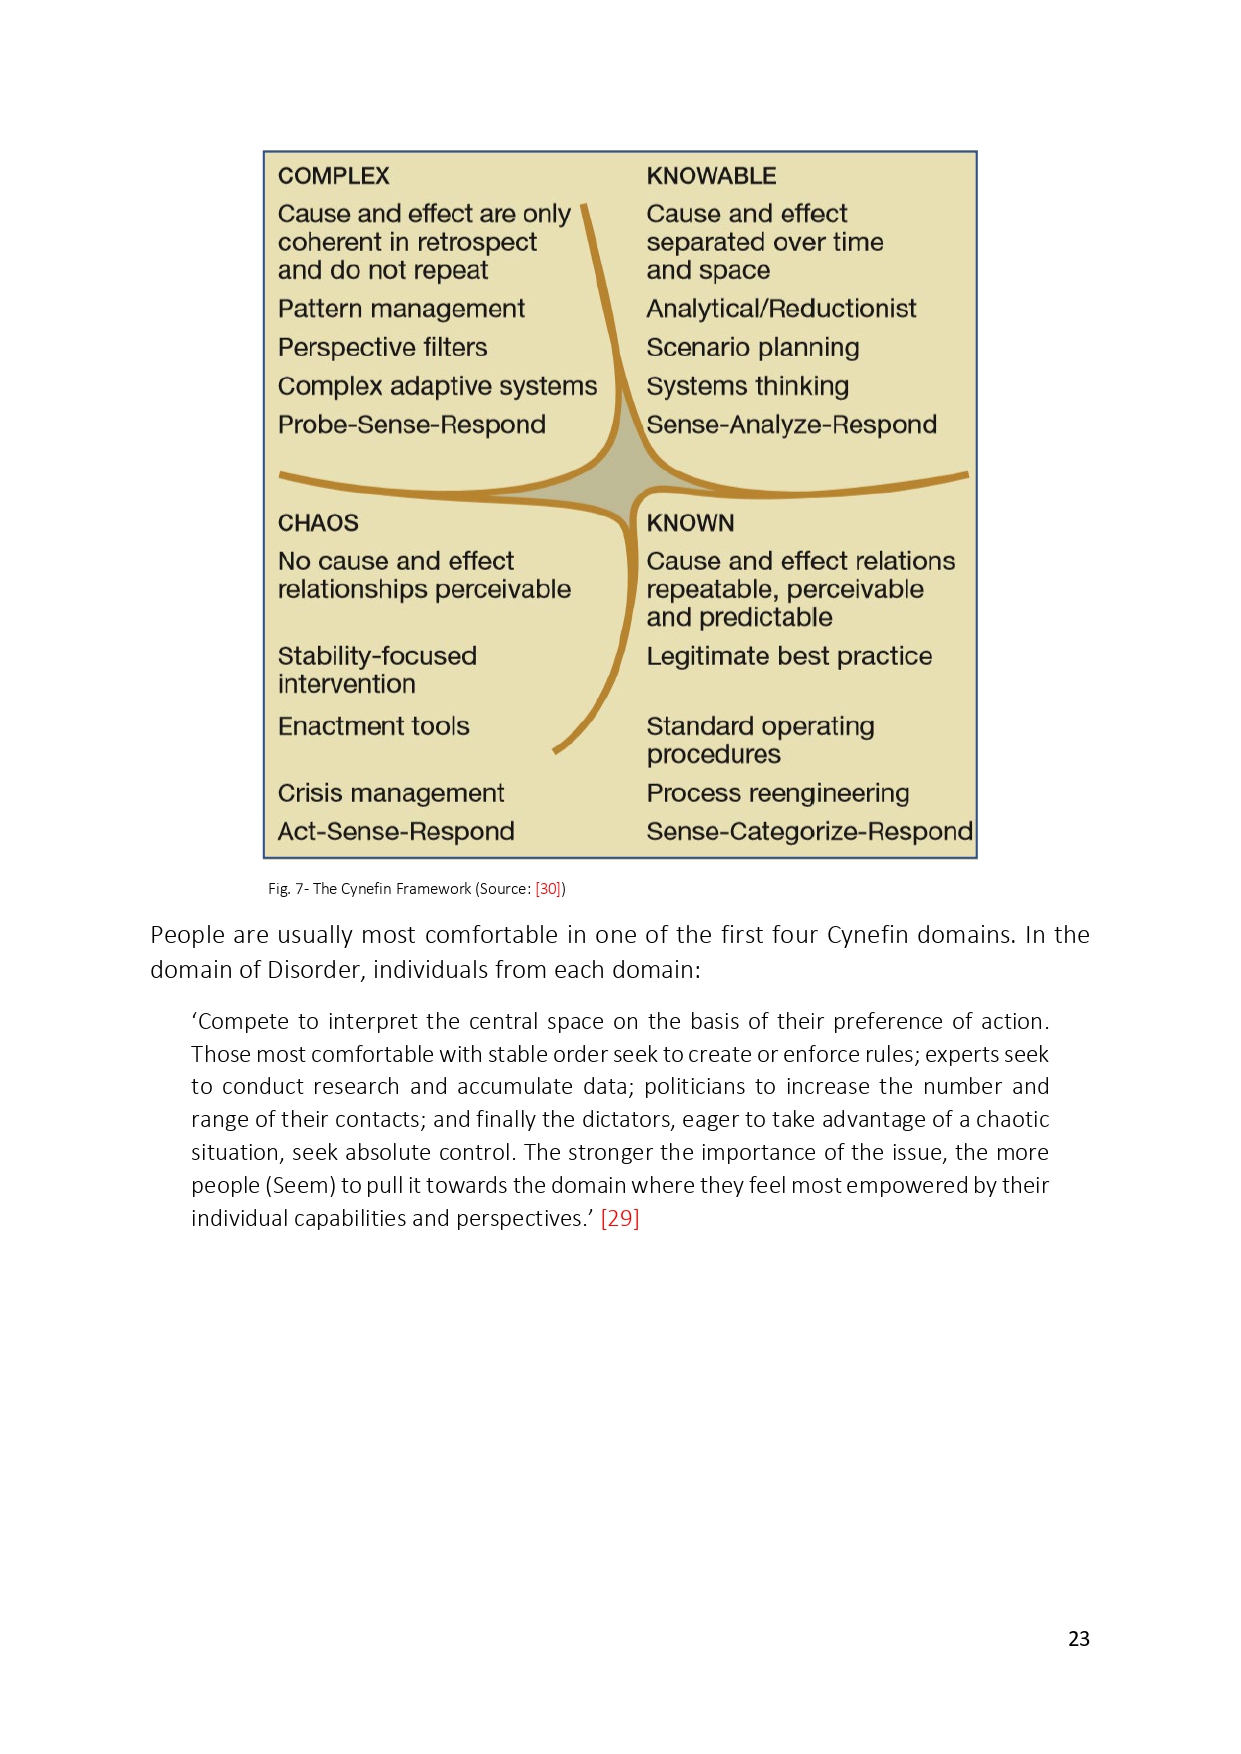 COMPLEX
Cause and effect are only
coherent in retrospect
and do not repeat
Pattern management
Perspective filters
Complex adaptive systems
Probe-Sense-Respond
KNOWABLE
Cause and effect
separated over time
and space
Analytical/Reductionist
Scenario planning
Systems thinking
Sense-Analyze-Respond
CHAOS
No cause and effect
relationships perceivable
Stability-focused
intervention
Enactment tools
Crisis management
Act-Sense-Respond
KNOWN
Cause and effect relations
repeatable, perceivable
and predictable
Legitimate best practice
Standard operating
procedures
Process reengineering
Sense-Categorize-Respond
Fig. 7- The Cynefin Framework (Source: [30])
People are usually most comfortable in one of the first four Cynefin domains. In the
domain of Disorder, individuals from each domain:
‘Compete to interpret the central space on the basis of their preference of action.
Those most comfortable with stable order seek to create or enforce rules; experts seek
to conduct research and accumulate data; politicians to increase the number and
range of their contacts; and finally the dictators, eager to take advantage of a chaotic
situation, seek absolute control. The stronger the importance of the issue, the more
people (Seem) to pull it towards the domain where they feel most empowered by their
individual capabilities and perspectives.’ [29]
23